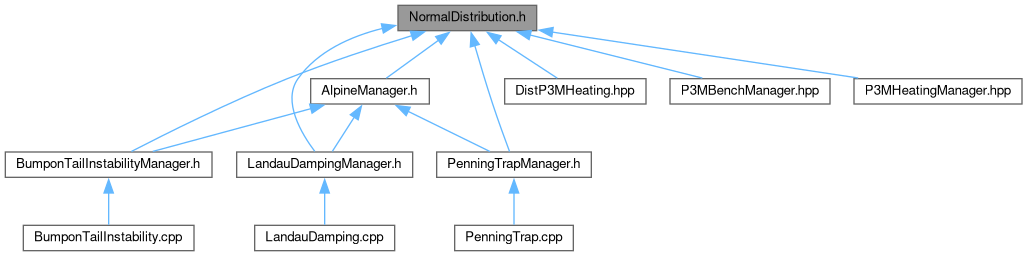 NormalDistribution.h
AlpineManager.h
DistP3MHeating.hpp
P3MBenchManager.hpp
P3MHeatingManager.hpp
BumponTailInstabilityManager.h
LandauDampingManager.h
PenningTrapManager.h
BumponTailInstability.cpp
LandauDamping.cpp
PenningTrap.cpp